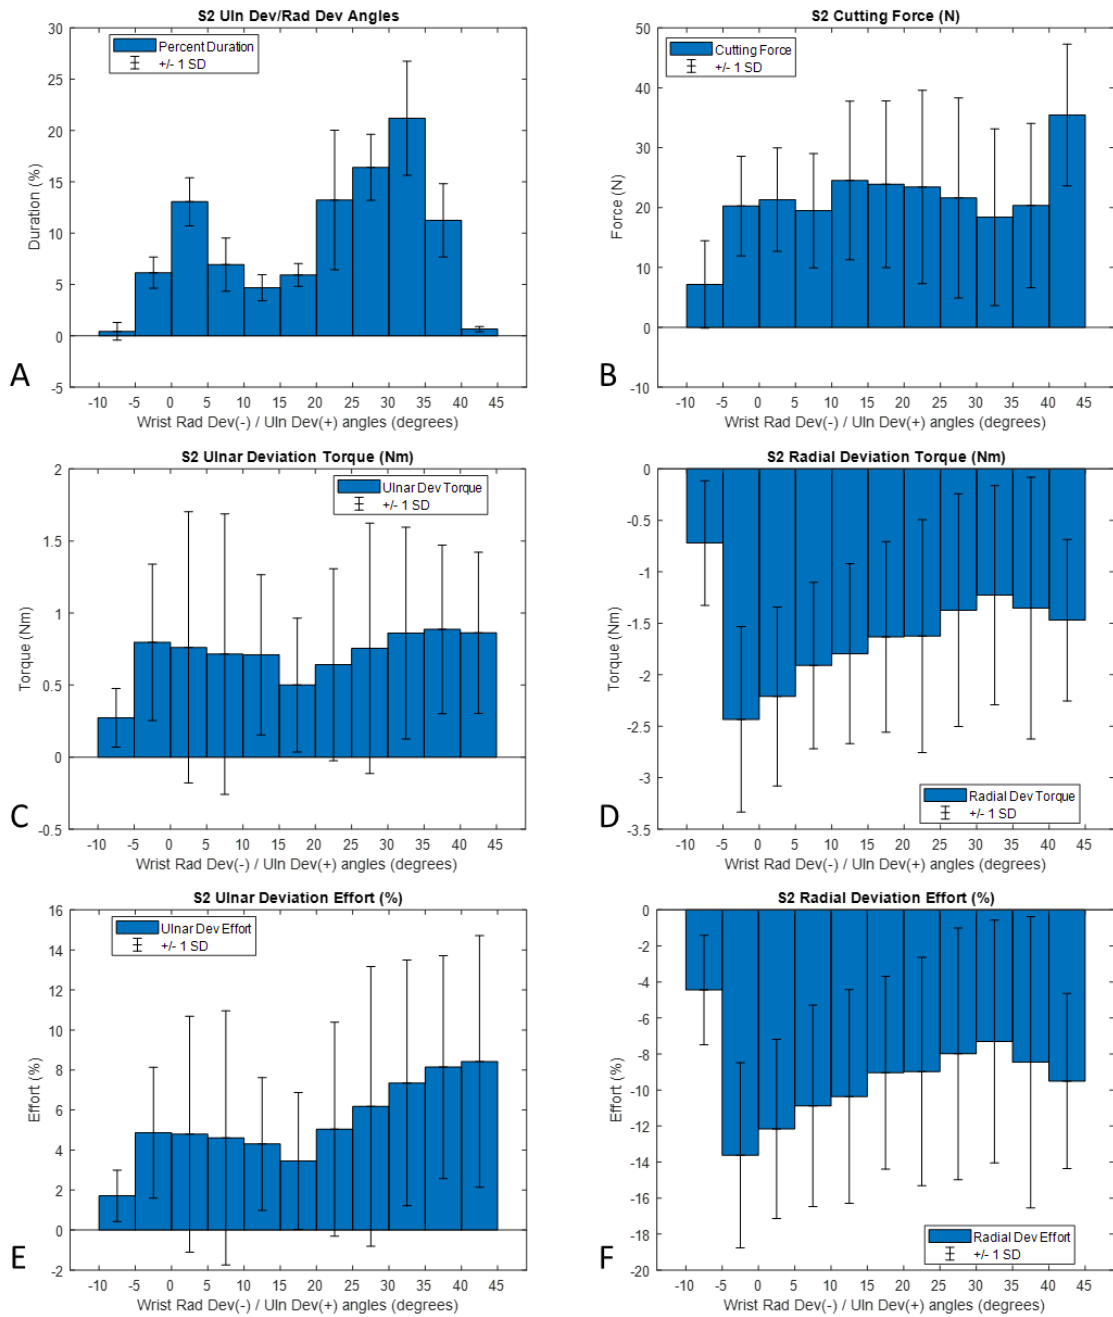 S2 Uln Dev/Rad Dev Angles
30
25
20
15
10
5
0
-5
Duration (%)
Percent Duration
+/- 1 SD
A
-10 -5 0 5 10 15 20 25 30 35 40 45
Wrist Rad Dev(-) / Uln Dev(+) angles (degrees)
S2 Cutting Force (N)
50
40
30
20
10
0
-10
Force (N)
Cutting Force
+/- 1 SD
B
-10 -5 0 5 10 15 20 25 30 35 40 45
Wrist Rad Dev(-) / Uln Dev(+) angles (degrees)
S2 Ulnar Deviation Torque (Nm)
2
1.5
1
0.5
0
-0.5
Torque (Nm)
Ulnar Dev Torque
+/- 1 SD
C
-10 -5 0 5 10 15 20 25 30 35 40 45
Wrist Rad Dev(-) / Uln Dev(+) angles (degrees)
S2 Radial Deviation Torque (Nm)
0
-0.5
-1
-1.5
-2
-2.5
-3
-3.5
Torque (Nm)
Radial Dev Torque
+/- 1 SD
D
-10 -5 0 5 10 15 20 25 30 35 40 45
Wrist Rad Dev(-) / Uln Dev(+) angles (degrees)
S2 Ulnar Deviation Effort (%)
16
14
12
10
8
6
4
2
0
-2
Effort (%)
Ulnar Dev Effort
+/- 1 SD
E
-10 -5 0 5 10 15 20 25 30 35 40 45
Wrist Rad Dev(-) / Uln Dev(+) angles (degrees)
S2 Radial Deviation Effort (%)
0
-2
-4
-6
-8
-10
-12
-14
-16
-18
-20
Effort (%)
Radial Dev Effort
+/- 1 SD
F
-10 -5 0 5 10 15 20 25 30 35 40 45
Wrist Rad Dev(-) / Uln Dev(+) angles (degrees)